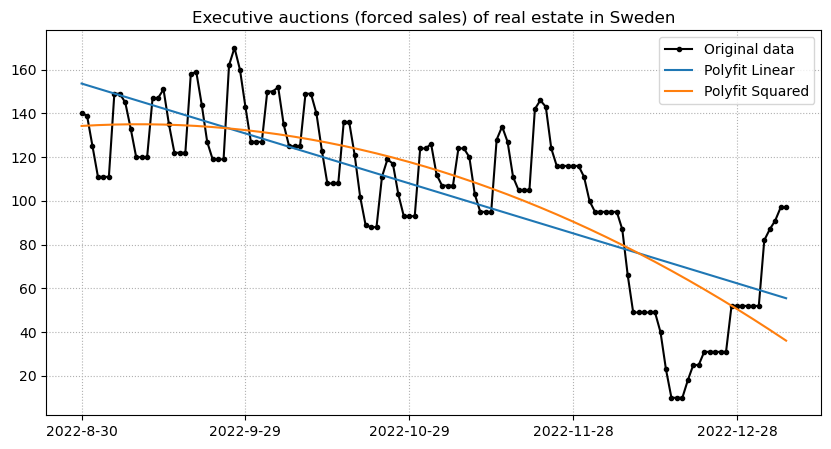 Executive auctions (forced sales) of real estate in Sweden
Original data
Polyfit Linear
Polyfit Squared
160
140
120
100
80
60
40
20
2022-8-30 2022-9-29 2022-10-29 2022-11-28 2022-12-28